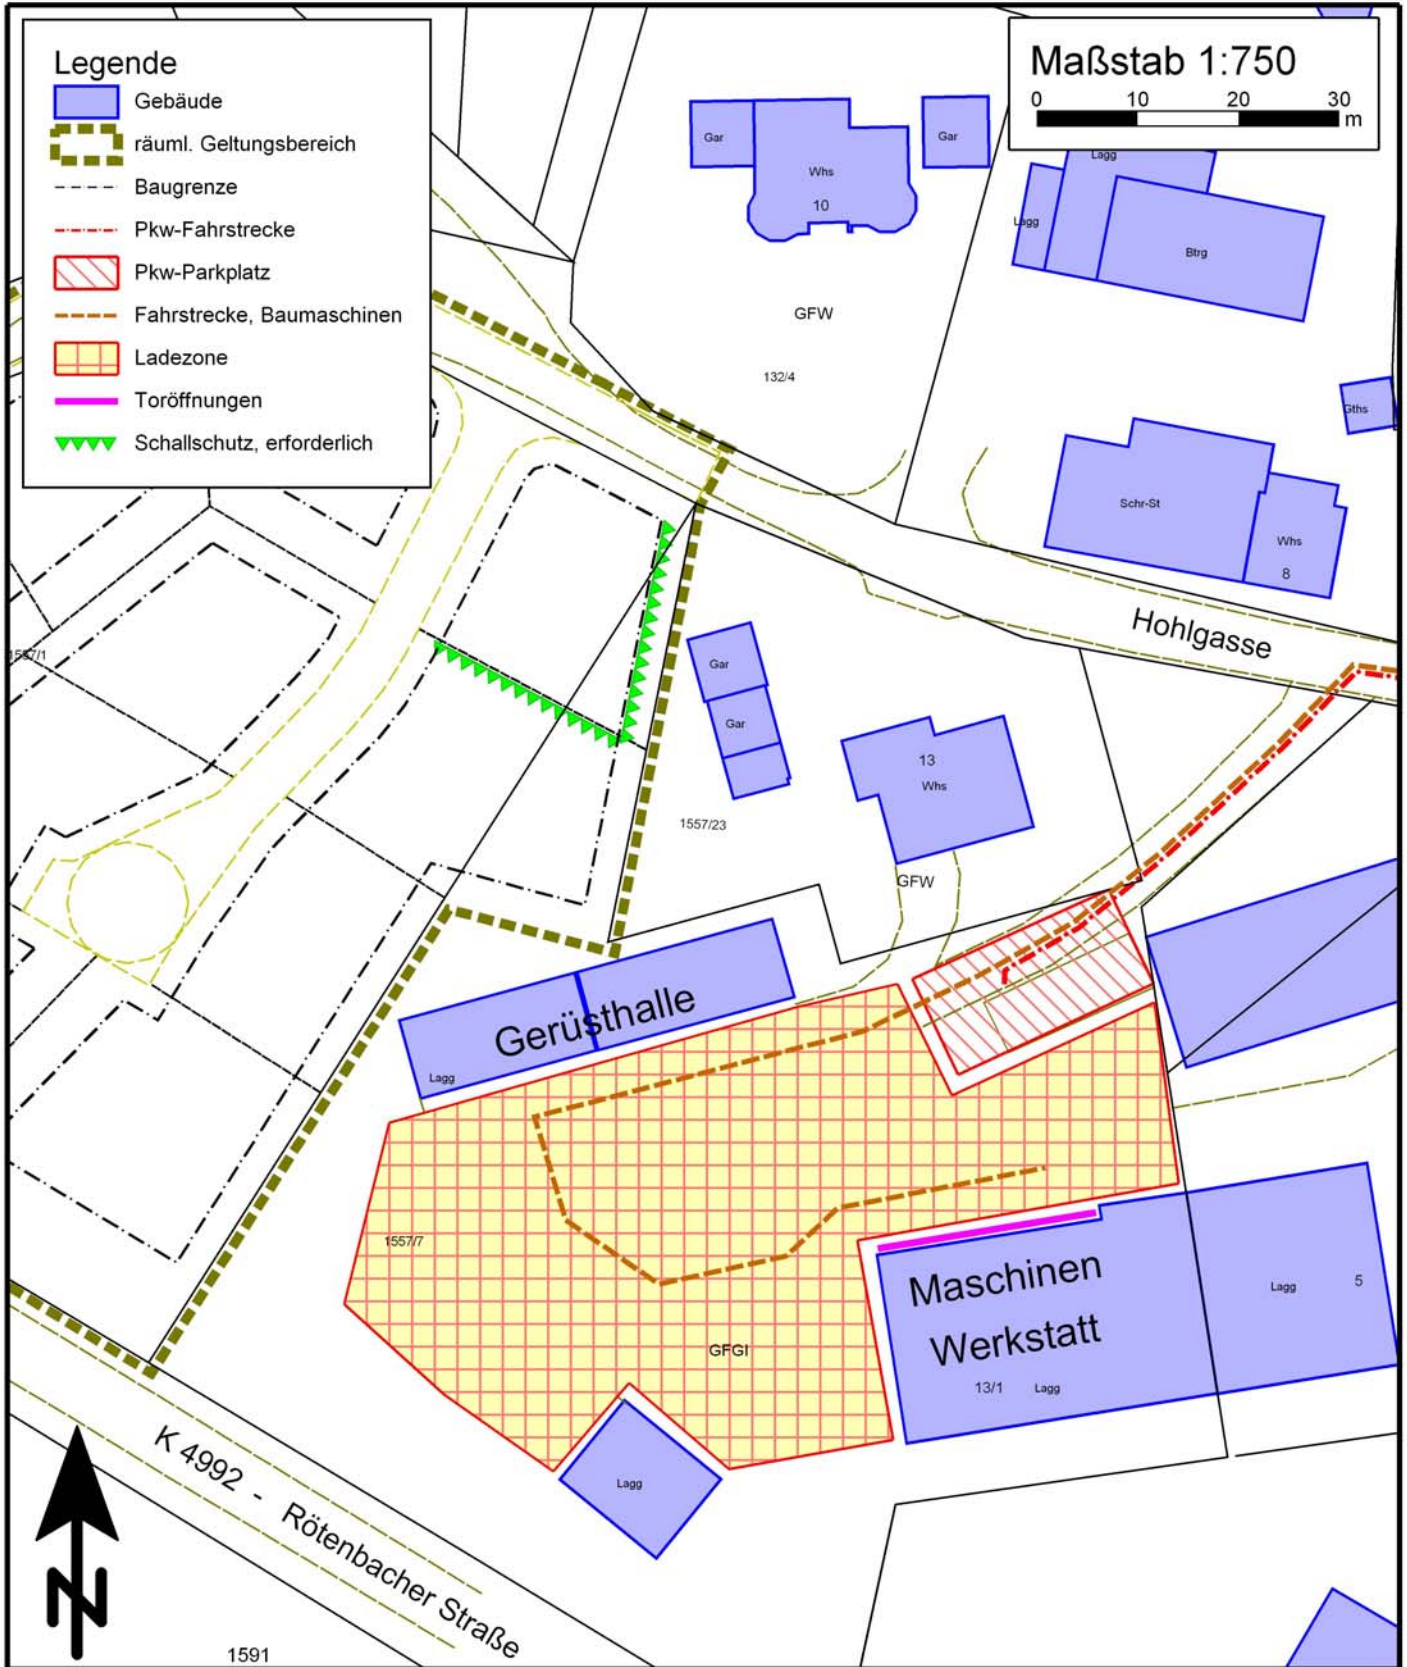 Legende
Gebäude
räuml. Geltungsbereich
Baugrenze
Pkw-Fahrstrecke
Pkw-Parkplatz
Fahrstrecke, Baumaschinen
Ladezone
Toröffnungen
Schallschutz, erforderlich
Maßstab 1:750
0 10 20 30
m
Gar
Whs
10
Gar
Lagg
Lagg
Btrg
GFW
132/4
Gths
Schr-St
Whs
8
Hohlgasse
1557/1
Gar
Gar
13
Whs
1557/23
GFW
Gerüsthalle
Lagg
1557/7
Maschinen
Werkstatt
13/1 Lagg
Lagg 5
GFGI
Lagg
K 4992 - Rötenbacher Straße
N
1591